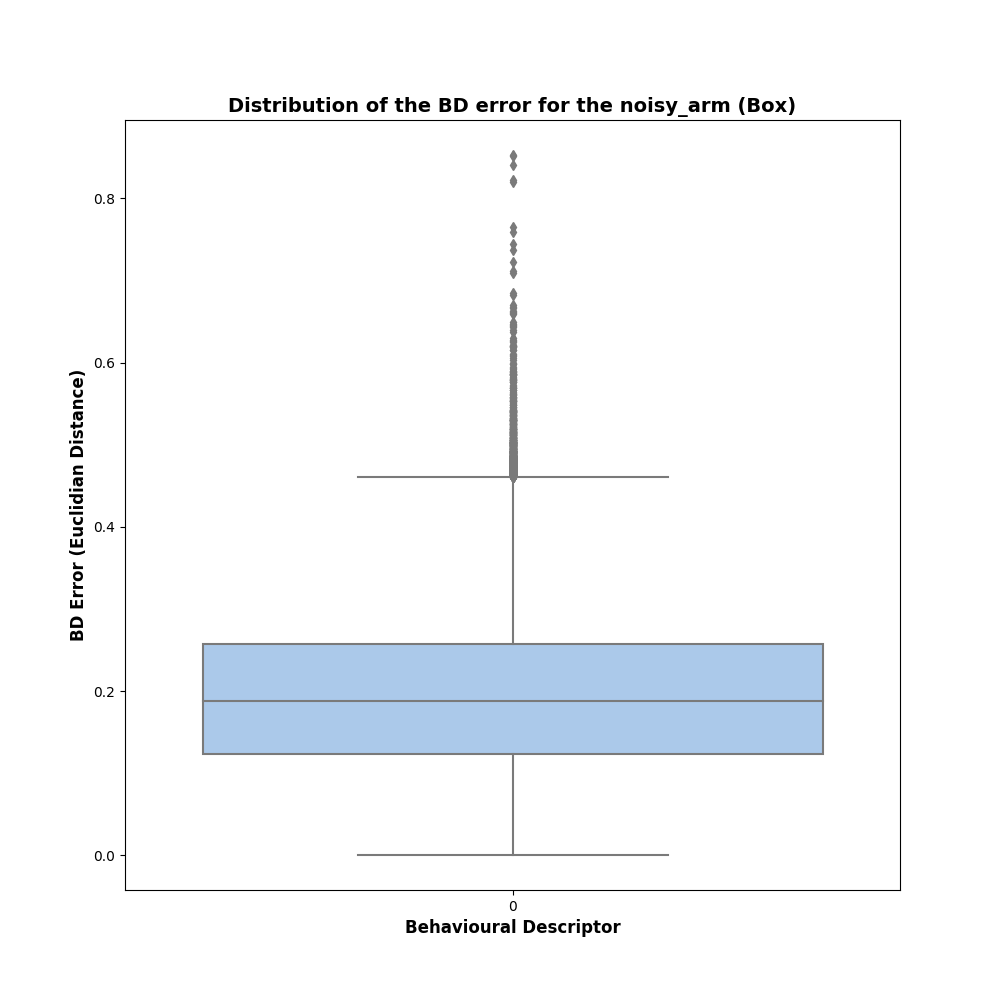 Distribution of the BD error for the noisy_arm (Box)
BD Error (Euclidian Distance)
0.8
0.6
0.4
0.2
0.0
0
Behavioural Descriptor